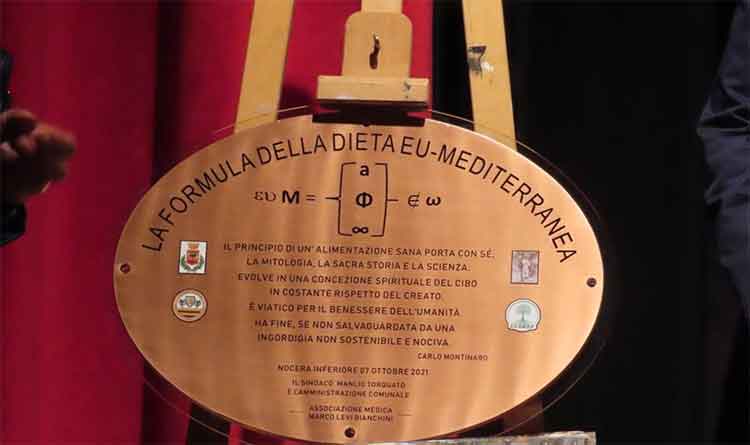 LA FORMULA DELLA DIETA EU-MEDITERRANEA
a
ευ M = Φ ∉ ω
∞
IL PRINCIPIO DI UN' ALIMENTAZIONE SANA PORTA CON SÉ,
LA MITOLOGIA, LA SACRA STORIA E LA SCIENZA.
EVOLVE IN UNA CONCEZIONE SPIRITUALE DEL CIBO
IN COSTANTE RISPETTO DEL CREATO.
È VIATICO PER IL BENESSERE DELL'UMANITÀ.
HA FINE, SE NON SALVAGUARDATA DA UNA
INGORDIGIA NON SOSTENIBILE E NOCIVA.
CARLO MONTINARO
NOCERA INFERIORE 07 OTTOBRE 2021
IL SINDACO MANLIO TORQUATO
E L'AMMINISTRAZIONE COMUNALE
ASSOCIAZIONE MEDICA
MARCO LEVI BIANCHINI